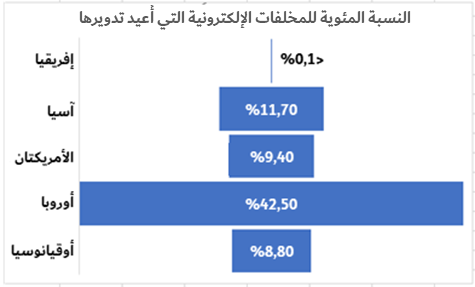 النسبة المئوية للمخلفات الإلكترونية التي أُعيد تدويرها
إفريقيا %0,1>
آسيا %11,70
الأمريكتان %9,40
أوروبا %42,50
أوقيانوسيا %8,80